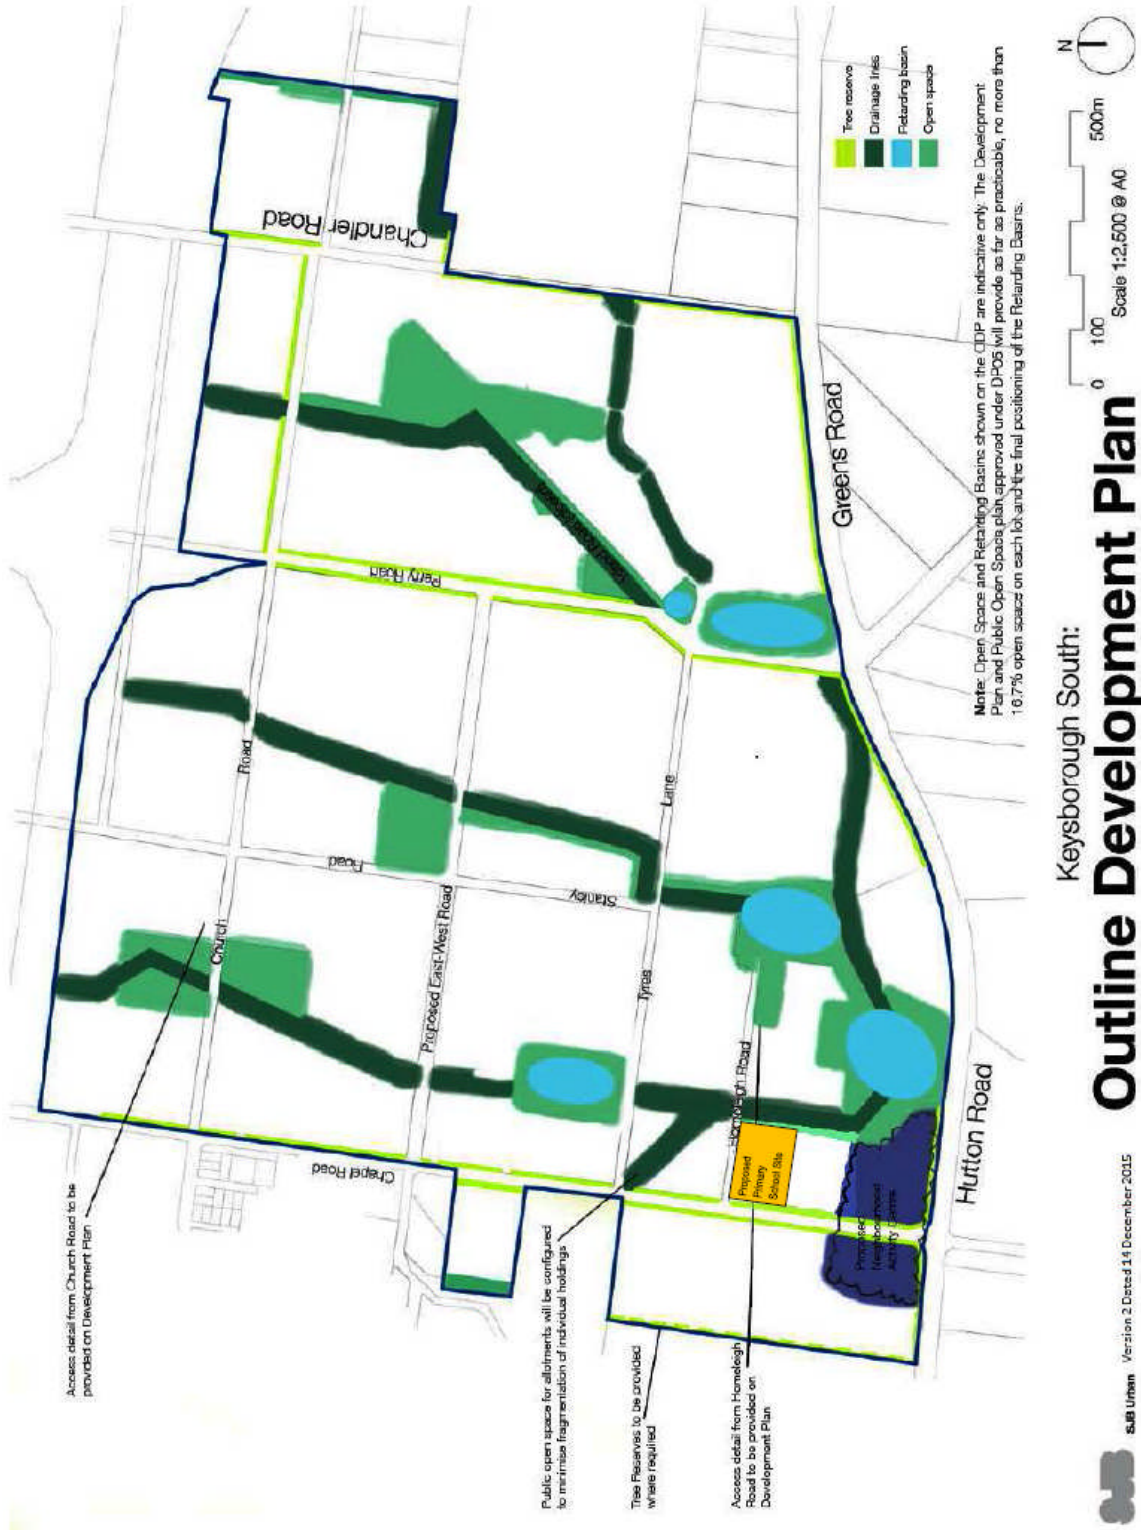 Access detail from Church Road to be
provided on Development Plan
Public open space for allotments will be configured
to minimise fragmentation of individual holdings
Tree Reserves to be provided
where required
Access detail from Homeleigh
Road to be provided on
Development Plan
Chandler Road
Perry Road
Road
Church
Road
Stanley
Proposed East-West Road
Lane
Tyres
Homeleigh Road
Chapel Road
Proposed
Primary
School Site
Proposed
Neighbourhood
Activity Centre
Greens Road
Hutton Road
Tree reserve
Drainage lines
Retarding basin
Open space
Note: Open Space and Retarding Basins shown on the ODP are indicative only. The Development
Plan and Public Open Space plan approved under DPO5 will provide as far as practicable, no more than
16.7% open space on each lot and the final positioning of the Retarding Basins.
N
0 100 500m
Scale 1:2,500 @ A0
Keysborough South:
Outline Development Plan
SJB
SJB Urban Version 2 Dated 14 December 2015